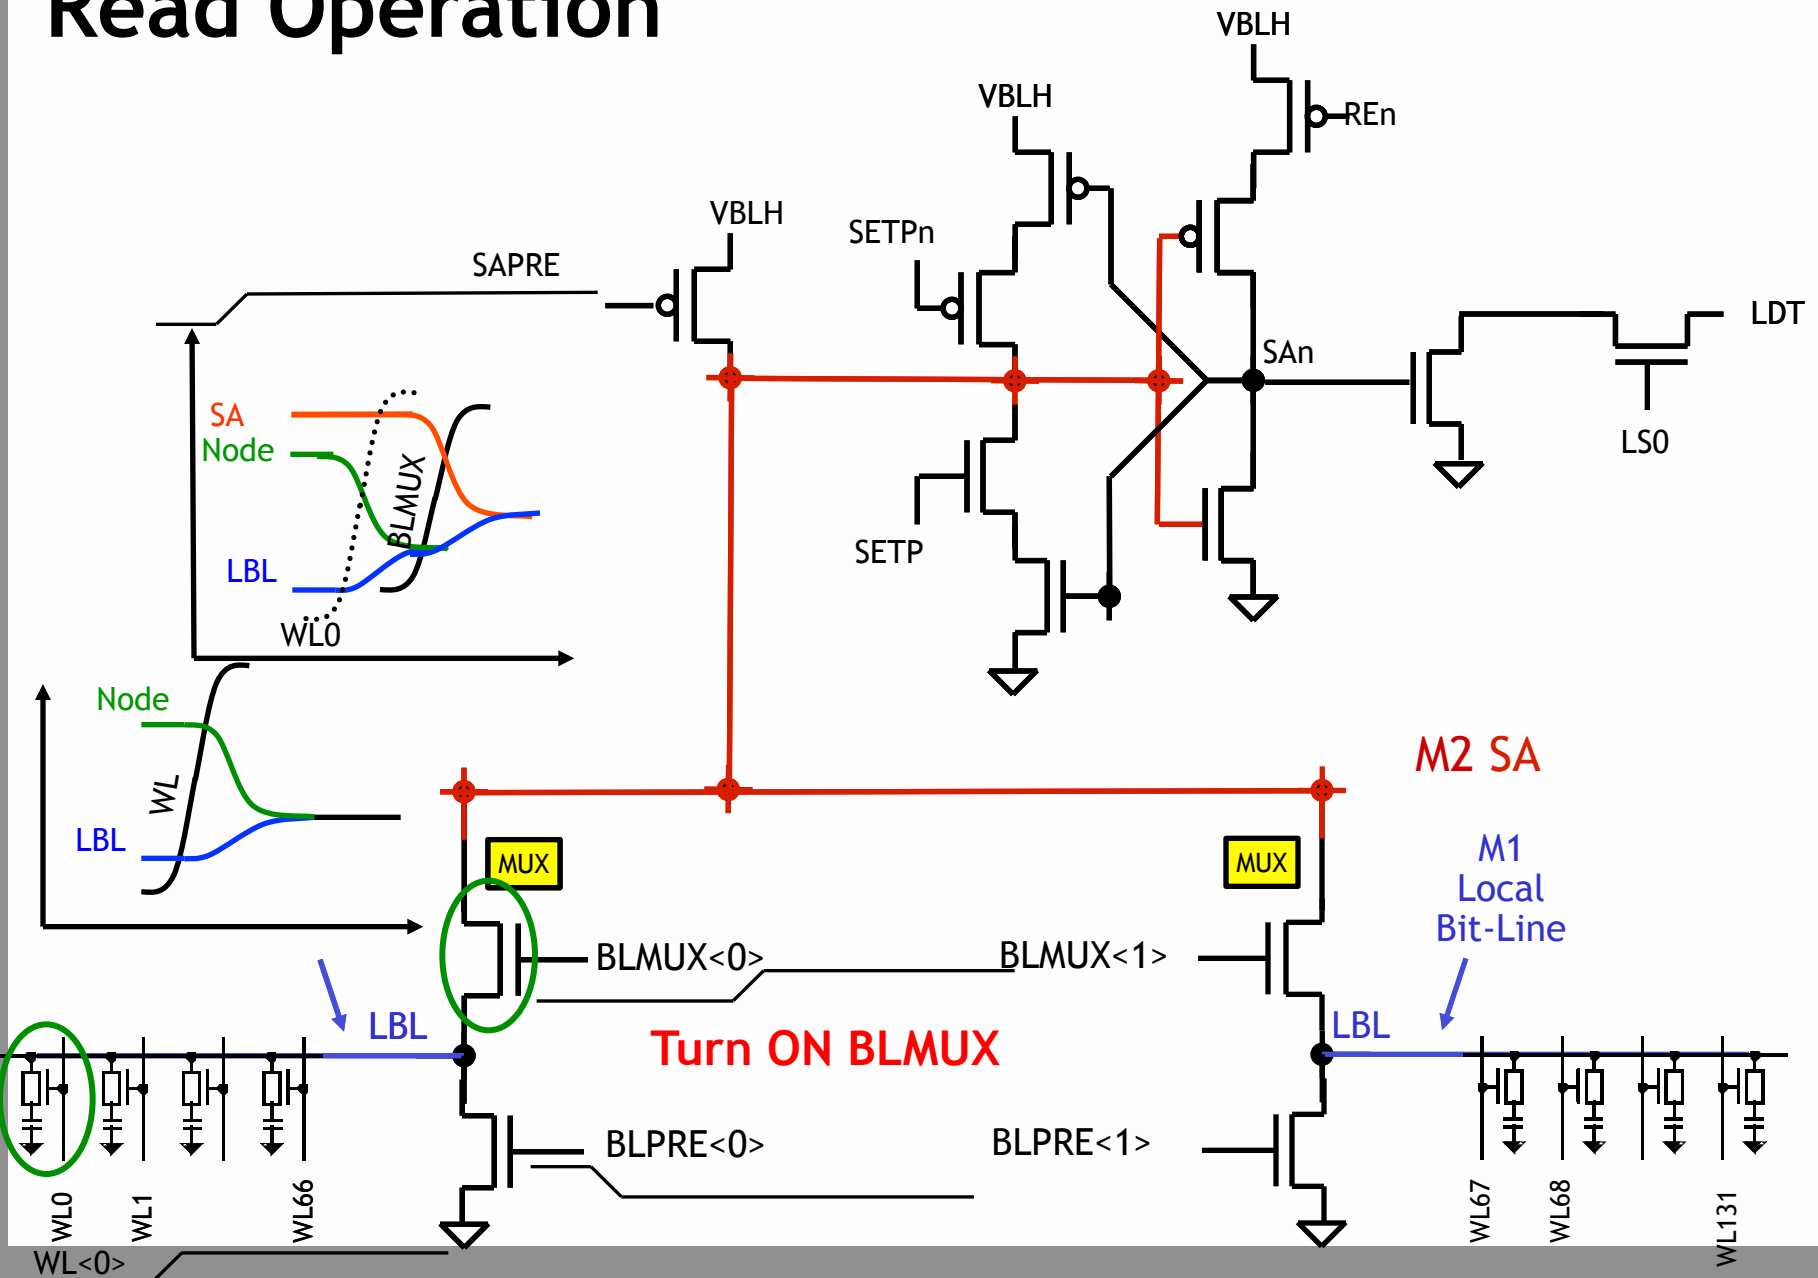 Read Operation
VBLH
VBLH
REn
VBLH
SETPn
SAPRE
LDT
SAn
SA
Node
BLMUX
LS0
SETP
LBL
WL0
Node
WL
LBL
M2 SA
MUX
MUX
M1
Local
Bit-Line
BLMUX<0>
BLMUX<1>
LBL
Turn ON BLMUX
LBL
BLPRE<0>
BLPRE<1>
WL0
WL1
WL66
WL67
WL68
WL131
WL<0>